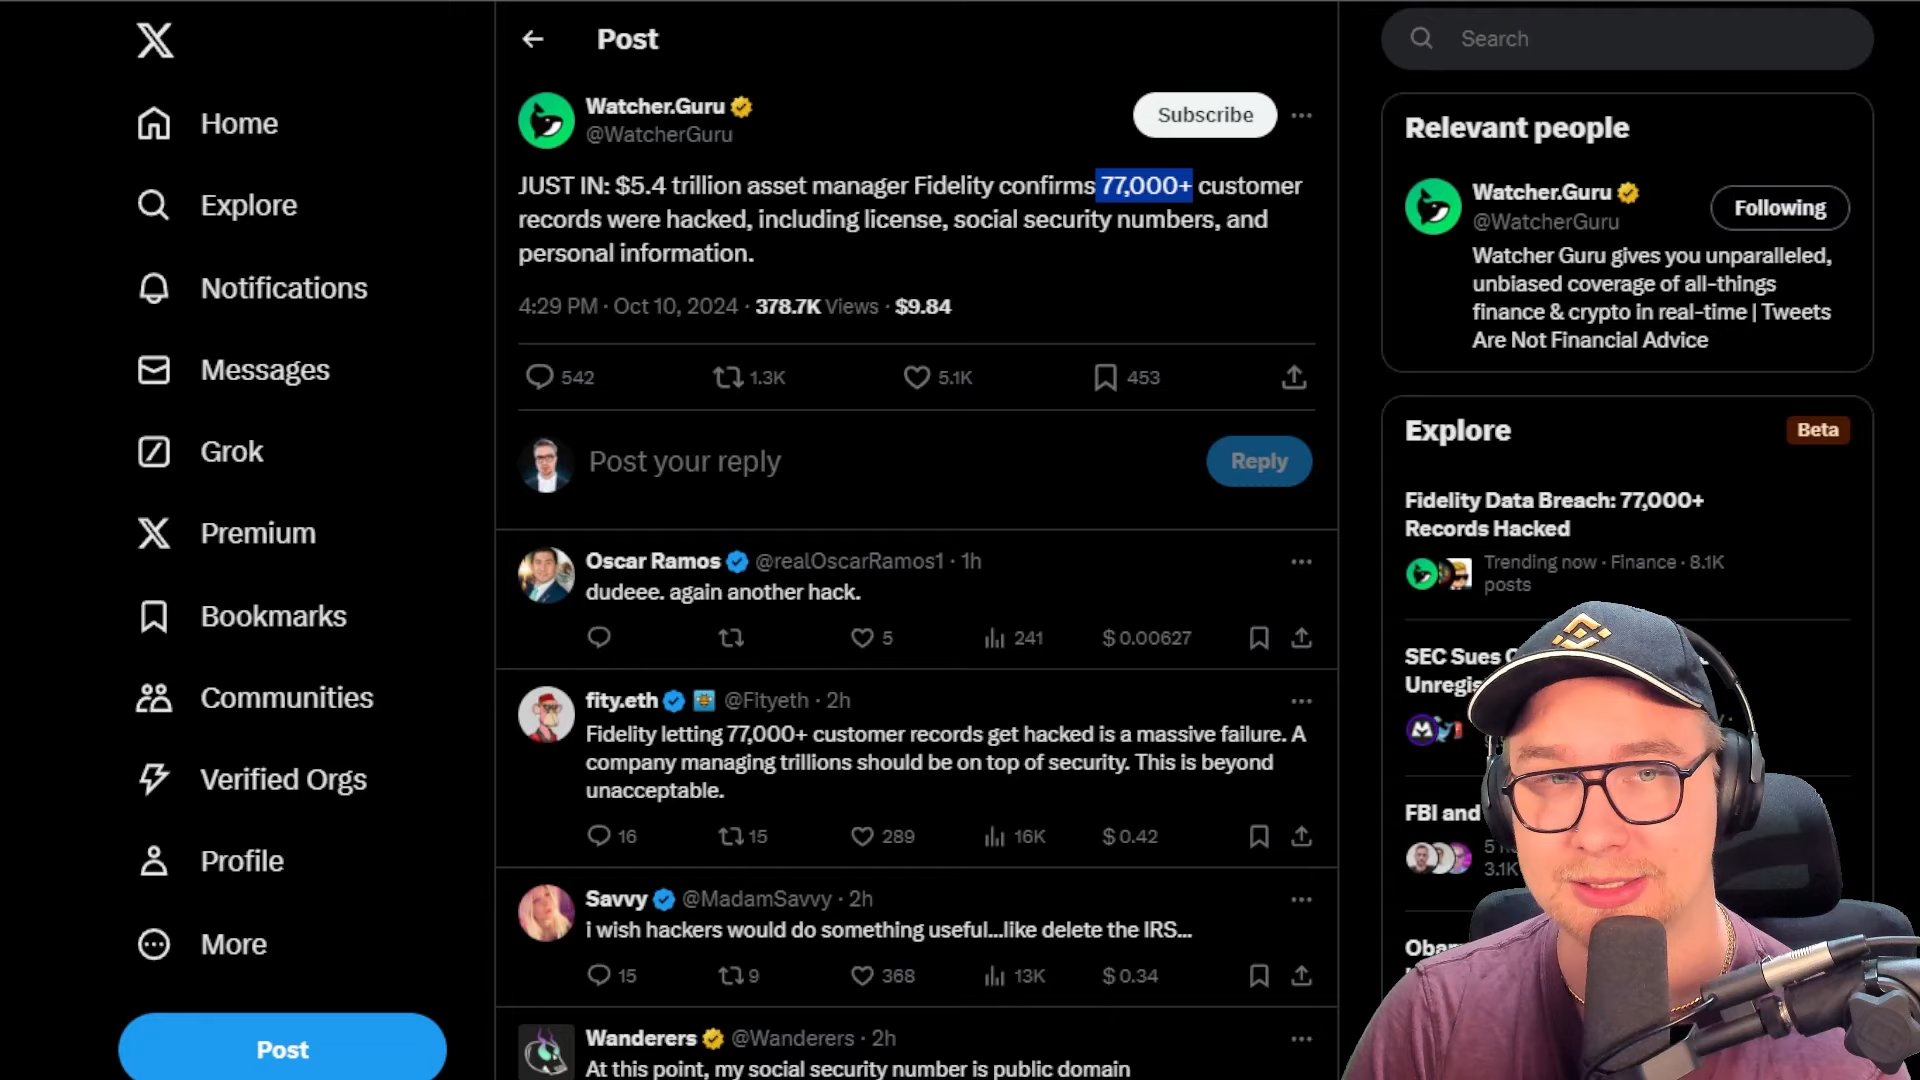 Home
Explore
Notifications
Messages
Grok
Premium
Bookmarks
Communities
Verified Orgs
Profile
More
Post
Post
Watcher.Guru
@WatcherGuru
Subscribe
JUST IN: $5.4 trillion asset manager Fidelity confirms 77,000+ customer
records were hacked, including license, social security numbers, and
personal information.
4:29 PM · Oct 10, 2024 · 378.7K Views · $9.84
542 1.3K 5.1K 453
Post your reply
Reply
Oscar Ramos @realOscarRamos1 · 1h
dudeee. again another hack.
5 241 $ 0.00627
fity.eth @Fityeth · 2h
Fidelity letting 77,000+ customer records get hacked is a massive failure. A
company managing trillions should be on top of security. This is beyond
unacceptable.
16 15 289 16K $ 0.42
Savvy @MadamSavvy · 2h
i wish hackers would do something useful...like delete the IRS...
15 9 368 13K $ 0.34
Wanderers @Wanderers · 2h
At this point, my social security number is public domain
Search
Relevant people
Watcher.Guru
@WatcherGuru
Following
Watcher Guru gives you unparalleled,
unbiased coverage of all-things
finance & crypto in real-time | Tweets
Are Not Financial Advice
Explore
Beta
Fidelity Data Breach: 77,000+
Records Hacked
Trending now · Finance · 8.1K
posts
SEC Sues
FBI and
3.1K